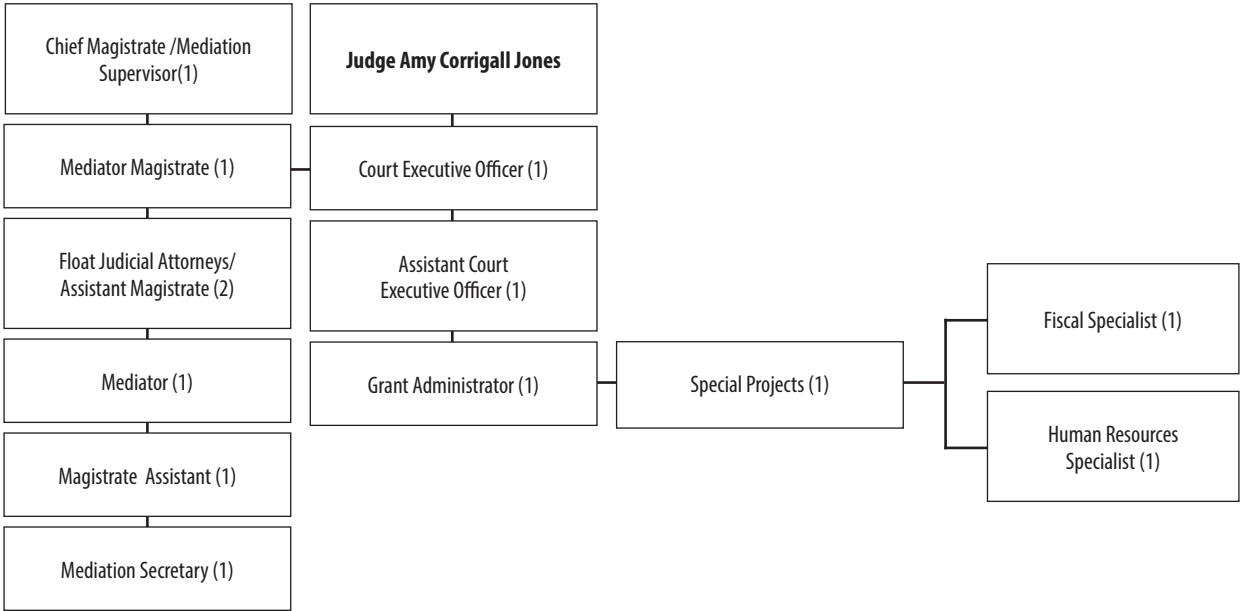 Chief Magistrate /Mediation
Supervisor(1)
Judge Amy Corrigall Jones
Mediator Magistrate (1)
Court Executive Officer (1)
Float Judicial Attorneys/
Assistant Magistrate (2)
Assistant Court
Executive Officer (1)
Fiscal Specialist (1)
Mediator (1)
Grant Administrator (1)
Special Projects (1)
Human Resources
Specialist (1)
Magistrate  Assistant (1)
Mediation Secretary (1)